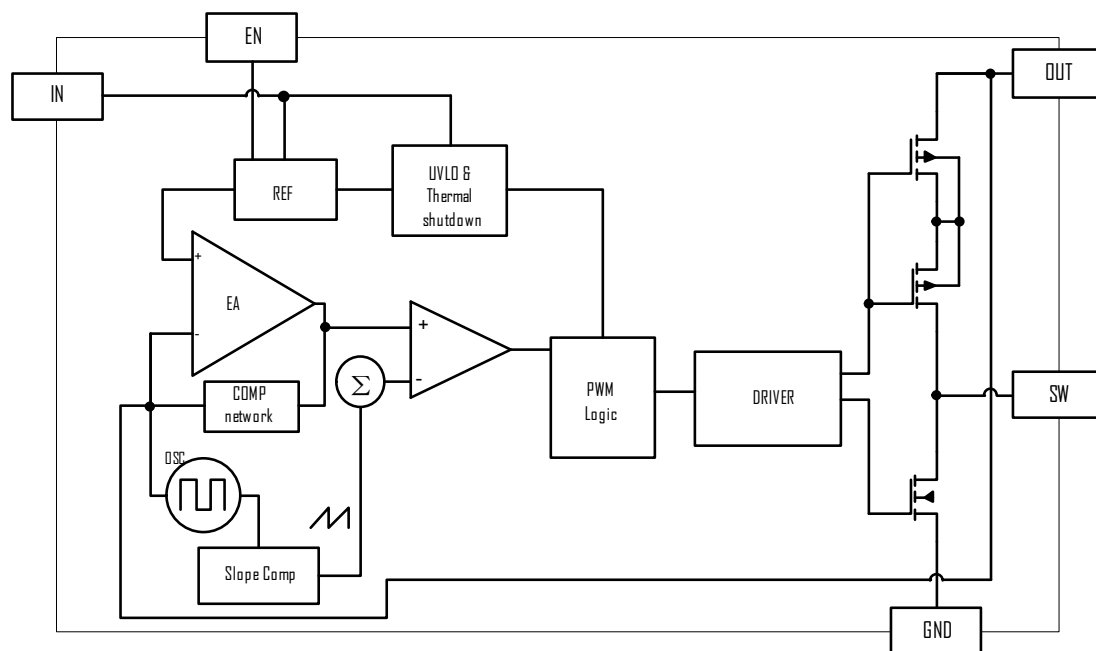 EN
IN
OUT
REF
UVLO &
Thermal
shutdown
+
EA
-
+
-
Σ
COMP
network
PWM
Logic
DRIVER
SW
OSC
Slope Comp
GND